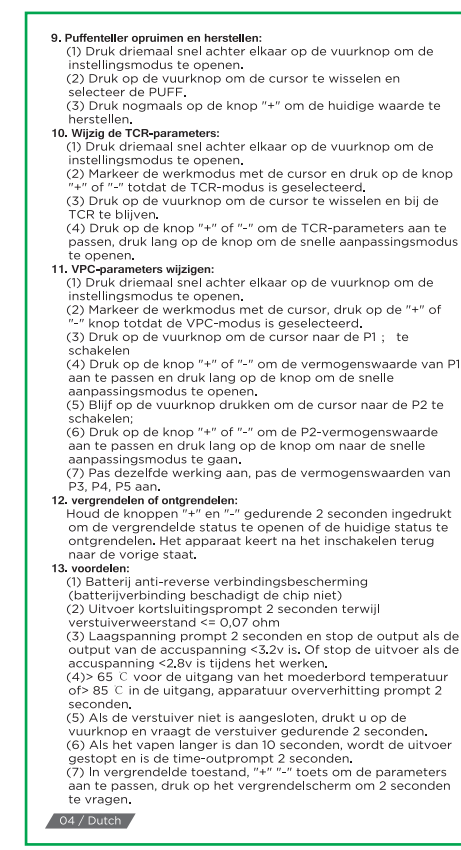 9. Puffenteller opruimen en herstellen:
(1) Druk driemaal snel achter elkaar op de vuurknop om de
instellingsmodus te openen.
(2) Druk op de vuurknop om de cursor te wisselen en
selecteer de PUFF.
(3) Druk nogmaals op de knop "+" om de huidige waarde te
herstellen.
10. Wijzig de TCR-parameters:
(1) Druk driemaal snel achter elkaar op de vuurknop om de
instellingsmodus te openen.
(2) Markeer de werkmodus met de cursor en druk op de knop
"+" of "-" totdat de TCR-modus is geselecteerd.
(3) Druk op de vuurknop om de cursor te wisselen en bij de
TCR te blijven.
(4) Druk op de knop "+" of "-" om de TCR-parameters aan te
passen, druk lang op de knop om de snelle aanpassingsmodus
te openen.
11. VPC-parameters wijzigen:
(1) Druk driemaal snel achter elkaar op de vuurknop om de
instellingsmodus te openen.
(2) Markeer de werkmodus met de cursor, druk op de "+" of
"-" knop totdat de VPC-modus is geselecteerd.
(3) Druk op de vuurknop om de cursor naar de P1 ; te
schakelen
(4) Druk op de knop "+" of "-" om de vermogenswaarde van P1
aan te passen en druk lang op de knop om de snelle
aanpassingsmodus te openen.
(5) Blijf op de vuurknop drukken om de cursor naar de P2 te
schakelen;
(6) Druk op de knop "+" of "-" om de P2-vermogenswaarde
aan te passen en druk lang op de knop om naar de snelle
aanpassingsmodus te gaan.
(7) Pas dezelfde werking aan, pas de vermogenswaarden van
P3, P4, P5 aan.
12. vergrendelen of ontgrendelen:
Houd de knoppen "+" en "-" gedurende 2 seconden ingedrukt
om de vergrendelde status te openen of de huidige status te
ontgrendelen. Het apparaat keert na het inschakelen terug
naar de vorige staat.
13. voordelen:
(1) Batterij anti-reverse verbindingsbescherming
(batterijverbinding beschadigt de chip niet)
(2) Uitvoer kortsluitingsprompt 2 seconden terwijl
verstuiverweerstand <= 0,07 ohm
(3) Laagspanning prompt 2 seconden en stop de output als de
output van de accuspanning <3.2v is. Of stop de uitvoer als de
accuspanning <2.8v is tijdens het werken.
(4)> 65 ℃ voor de uitgang van het moederbord temperatuur
of> 85 ℃ in de uitgang, apparatuur oververhitting prompt 2
seconden.
(5) Als de verstuiver niet is aangesloten, drukt u op de
vuurknop en vraagt de verstuiver gedurende 2 seconden.
(6) Als het vapen langer is dan 10 seconden, wordt de uitvoer
gestopt en is de time-outprompt 2 seconden.
(7) In vergrendelde toestand, "+" "-" toets om de parameters
aan te passen, druk op het vergrendelscherm om 2 seconden
te vragen.
04 / Dutch